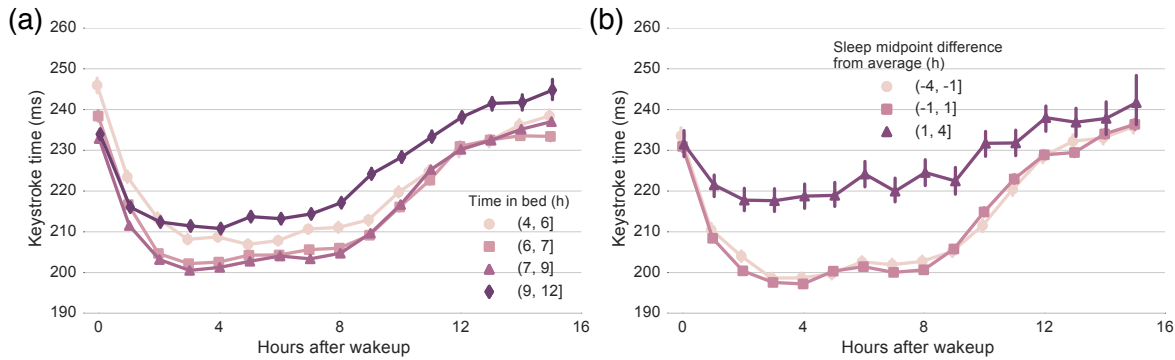 (a)
260
250
240
230
220
210
200
190
Keystroke time (ms)
Time in bed (h)
(4, 6]
(6, 7]
(7, 9]
(9, 12]
0 4 8 12 16
Hours after wakeup
(b)
260
250
240
230
220
210
200
190
Keystroke time (ms)
Sleep midpoint difference
from average (h)
(-4, -1]
(-1, 1]
(1, 4]
0 4 8 12 16
Hours after wakeup